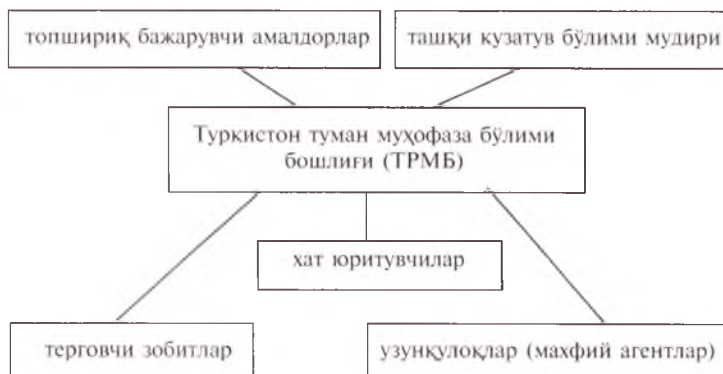 топшириқ бажарувчи амалдорлар
ташқи кузатув бўлими мудири
Туркистон туман муҳофаза бўлими
бошлиғи (ТРМБ)
хат юритувчилар
терговчи зобитлар
узунқулоқлар (махфий агентлар)